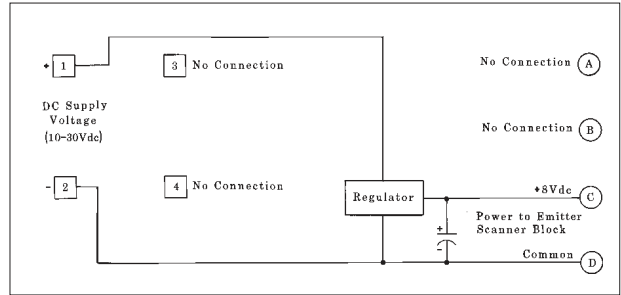 + 1
3 No Connection
No Connection A
DC Supply
Voltage
(10-30Vdc)
No Connection B
- 2
4 No Connection
Regulator
+8Vdc
C
Power to Emitter
Scanner Block
+
-
Common
D